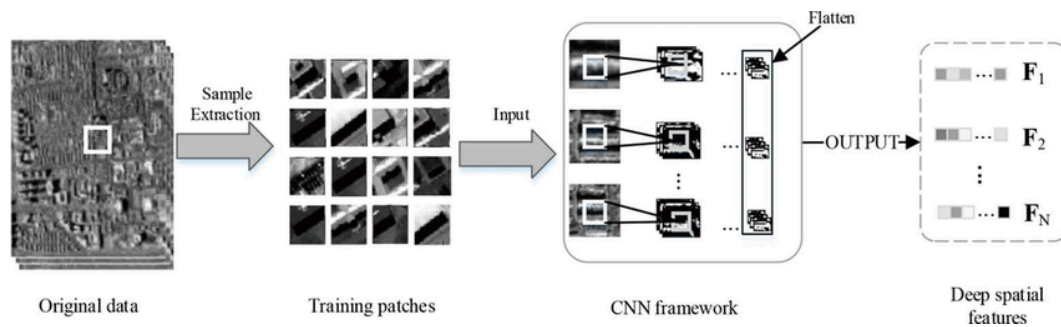 Flatten
Sample
Extraction
Input
OUTPUT
F1
F2
FN
Original data
Training patches
CNN framework
Deep spatial
features